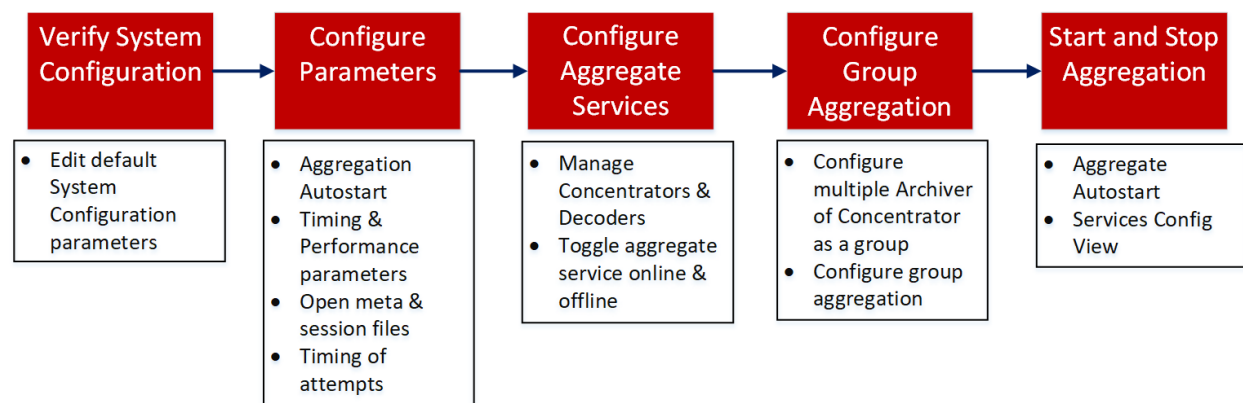 Verify System
Configuration
Configure
Parameters
Configure
Aggregate
Services
Configure
Group
Aggregation
Start and Stop
Aggregation
• Edit default
System
Configuration
parameters
• Aggregation
Autostart
• Timing &
Performance
parameters
• Open meta &
session files
• Timing of
attempts
• Manage
Concentrators &
Decoders
• Toggle aggregate
service online &
offline
• Configure
multiple Archiver
of Concentrator
as a group
• Configure group
aggregation
• Aggregate
Autostart
• Services Config
View